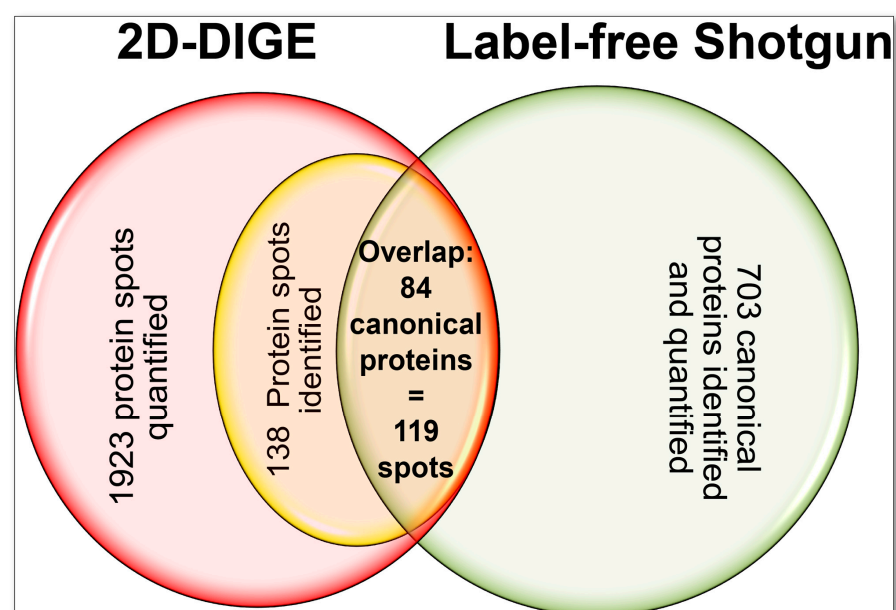 2D-DIGE
Label-free Shotgun
1923 protein spots
quantified
138 Protein spots
identified
Overlap:
84
canonical
proteins
=
119
spots
703 canonical
proteins identified
and quantified